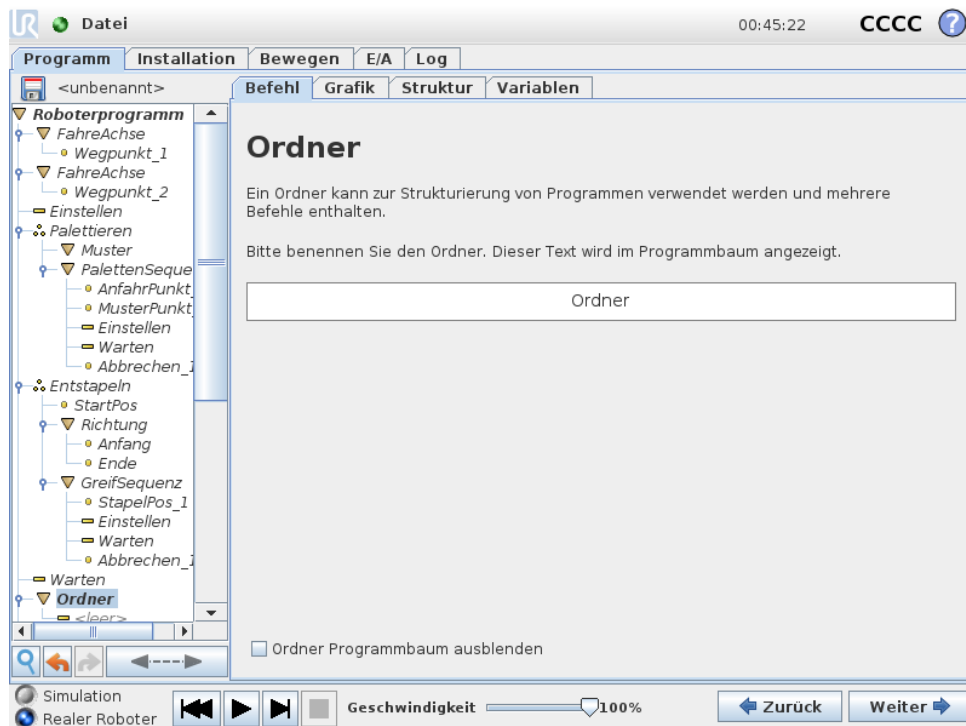 UR Datei 00:45:22 CCCC ?
Programm Installation Bewegen E/A Log
<unbenannt> Befehl Grafik Struktur Variablen
Roboterprogramm
FahreAchse
Wegpunkt_1
FahreAchse
Wegpunkt_2
Einstellen
Palettieren
Muster
PalettenSeque
AnfahrPunkt_
MusterPunkt_
Einstellen
Warten
Abbrechen_1
Entstapeln
StartPos
Richtung
Anfang
Ende
GreifSequenz
StapelPos_1
Einstellen
Warten
Abbrechen_1
Warten
Ordner
<leer>
Ordner
Ein Ordner kann zur Strukturierung von Programmen verwendet werden und mehrere
Befehle enthalten.
Bitte benennen Sie den Ordner. Dieser Text wird im Programmbaum angezeigt.
Ordner
Ordner Programmbaum ausblenden
Simulation
Realer Roboter
Geschwindigkeit 100%
Zurück Weiter